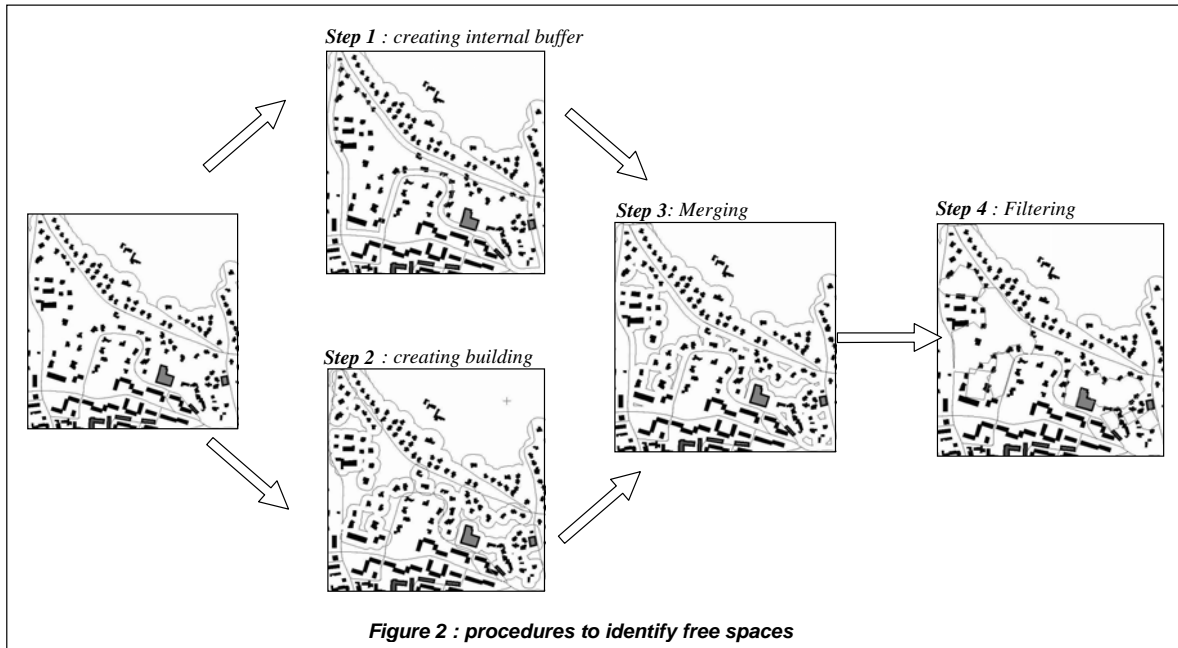 Step 1 : creating internal buffer
Step 2 : creating building
Step 3: Merging
Step 4 : Filtering
Figure 2 : procedures to identify free spaces